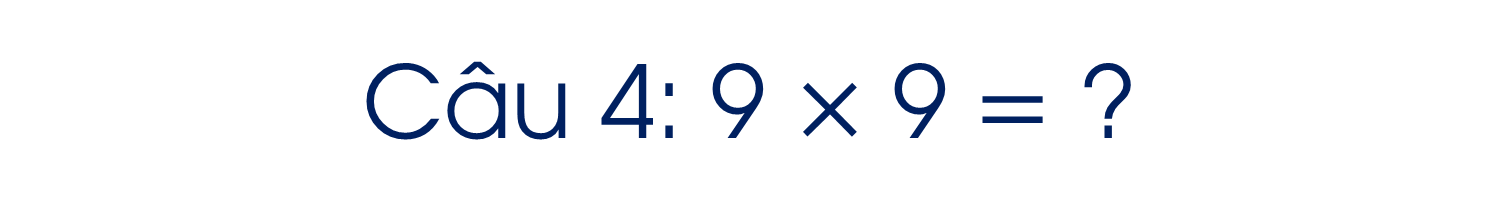 Câu 4: 9 × 9 = ?